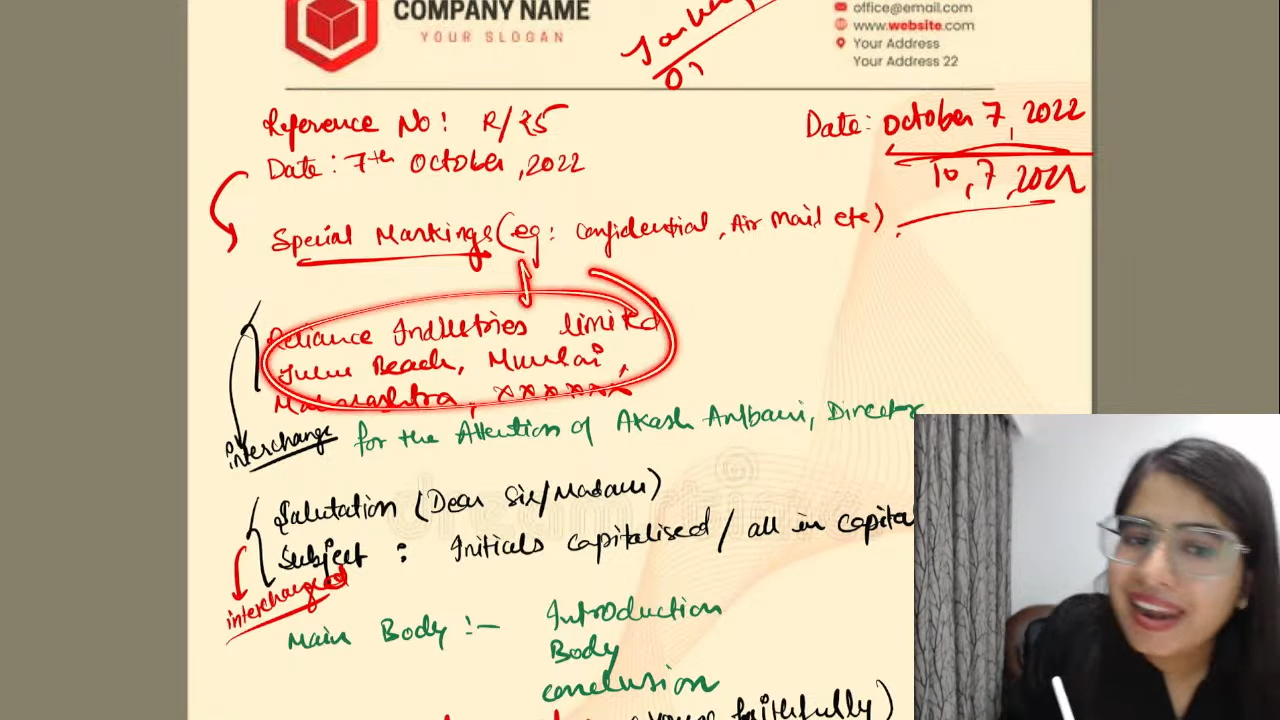 COMPANY NAME
YOUR SLOGAN
office@email.com
www.website.com
Your Address
Your Address 22
Reference No: R/25
Date: 7th October, 2022
Date: October 7, 2022
10, 7, 2022
Special Markings (eg: Confidential, Air Mail etc).
Reliance Industries limited
Beach, Mumbai,
Maharashtra, xxxxxx
interchange
for the Attention of Akash Ambani, Director
Salutation (Dear Sir/Madam)
Subject : Initials capitalised / all in capital
interchanged
Main Body :- Introduction
Body
conclusion
faithfully)